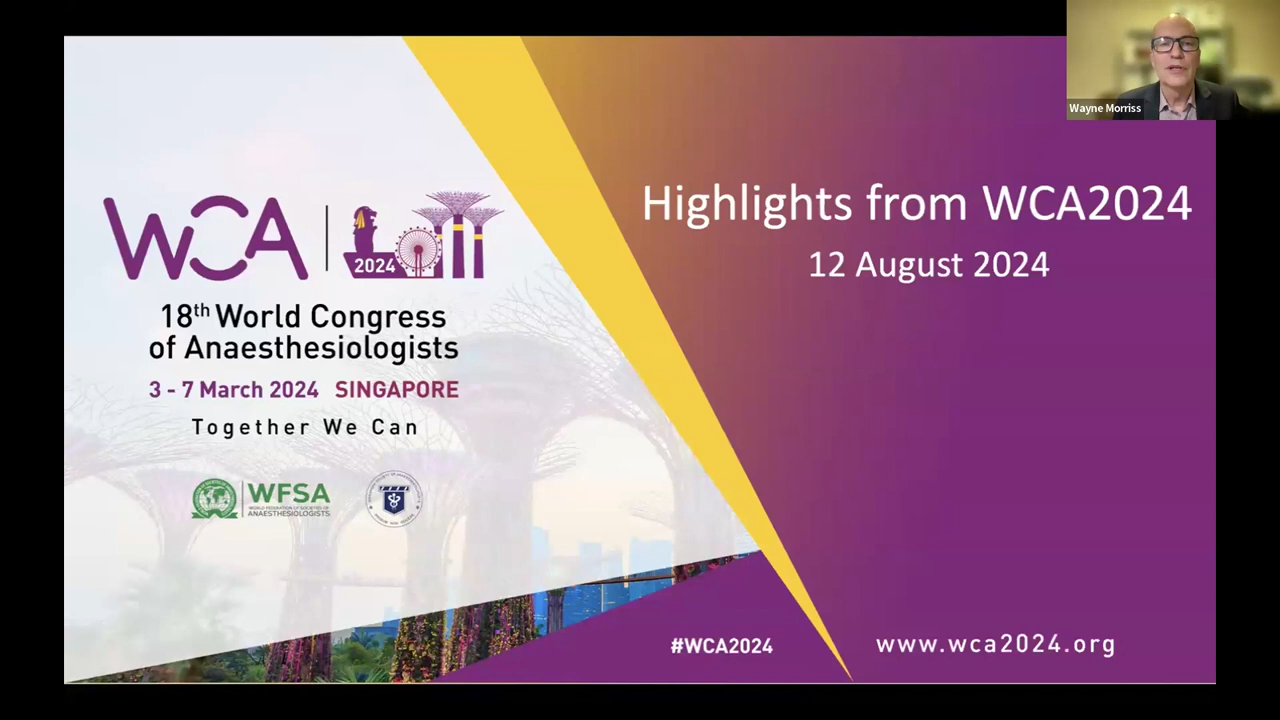 Wayne Morriss
WCA
2024
18th World Congress
of Anaesthesiologists
3 - 7 March 2024 SINGAPORE
Together We Can
WFSA
WORLD FEDERATION OF SOCIETIES OF
ANAESTHESIOLOGISTS
Highlights from WCA2024
12 August 2024
#WCA2024
www.wca2024.org